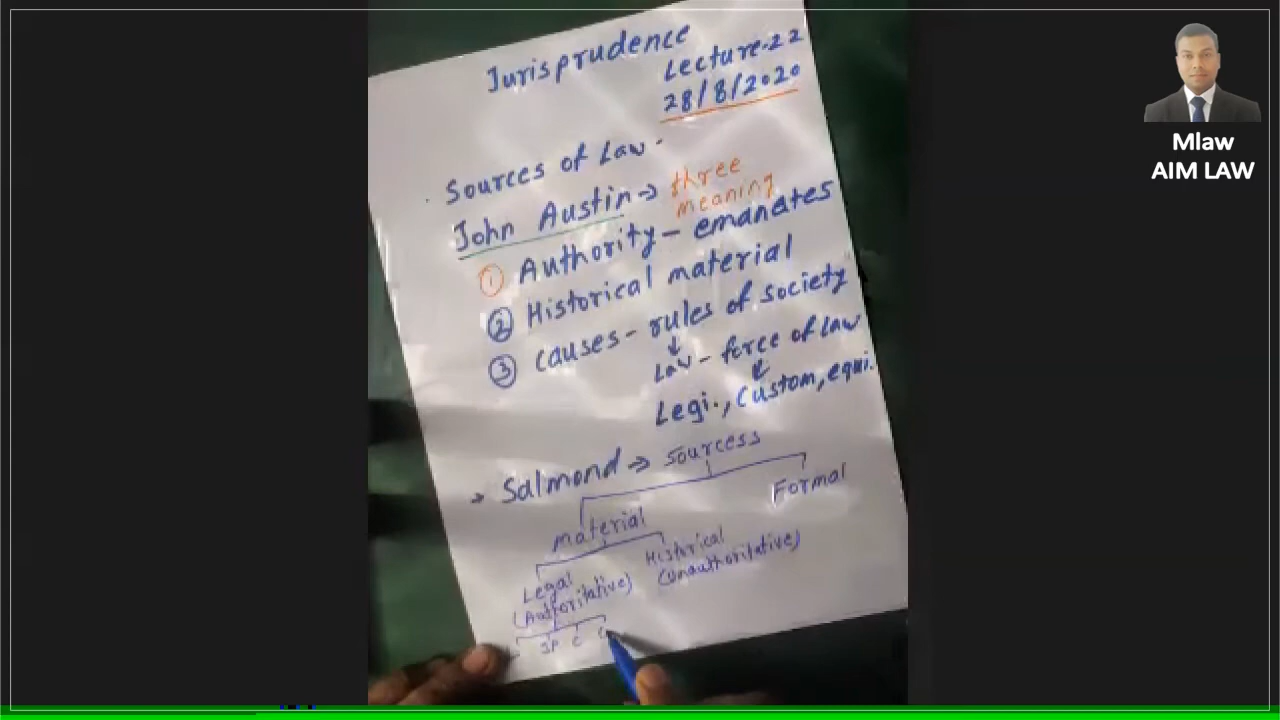 Jurisprudence
Lecture-22
28/8/2020
Sources of Law -
John Austin → three meaning
① Authority - emanates
② Historical material
③ causes - rules of society
↓
Law - force of law
↙
Legi., Custom, equi.
→ Salmond → Sourcess
material Formal
Legal (Authoritative) Historical (Unauthoritative)
JP C
Mlaw
AIM LAW